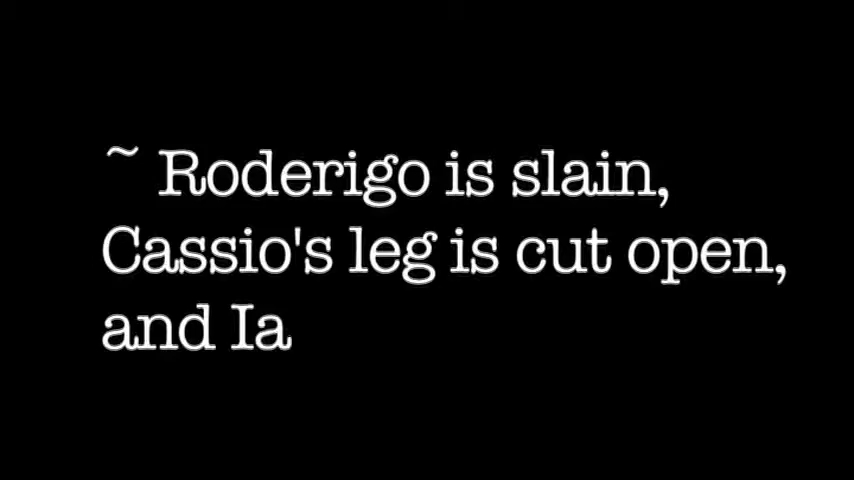 ~ Roderigo is slain,
Cassio's leg is cut open,
and Ia